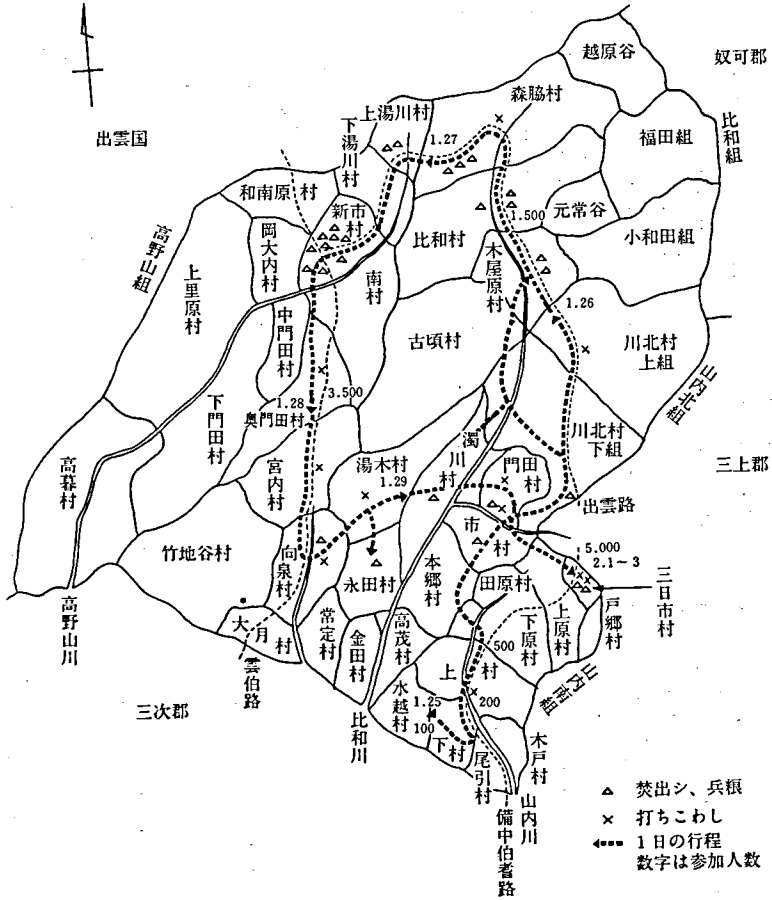 越原谷
奴可郡
森脇村
出雲国
上湯川村
1.27
下湯川村
比和組
福田組
和南原村
新市村
元常谷
1.500
岡大内村
比和村
小和田組
高野山組
上里原村
南村
木屋原村
1.26
中門田村
古頃村
川北村
上組
山内北組
3.500
1.28
奥門田村
下門田村
濁川村
川北村
下組
高暮村
宮内村
湯木村
1.29
門田村
三上郡
出雲路
竹地谷村
向泉村
市村
5.000
2.1～3
永田村
本郷村
田原村
三日市村
戸郷村
高野山川
大月村
常定村
金田村
高茂村
下原村
上原村
500
上村
雲伯路
水越村
山内南組
三次郡
1.25
200
比和川
100
下村
木戸村
尾引村
山内川
備中伯耆路
△ 焚出シ、兵粮
× 打ちこわし
1日の行程
数字は参加人数